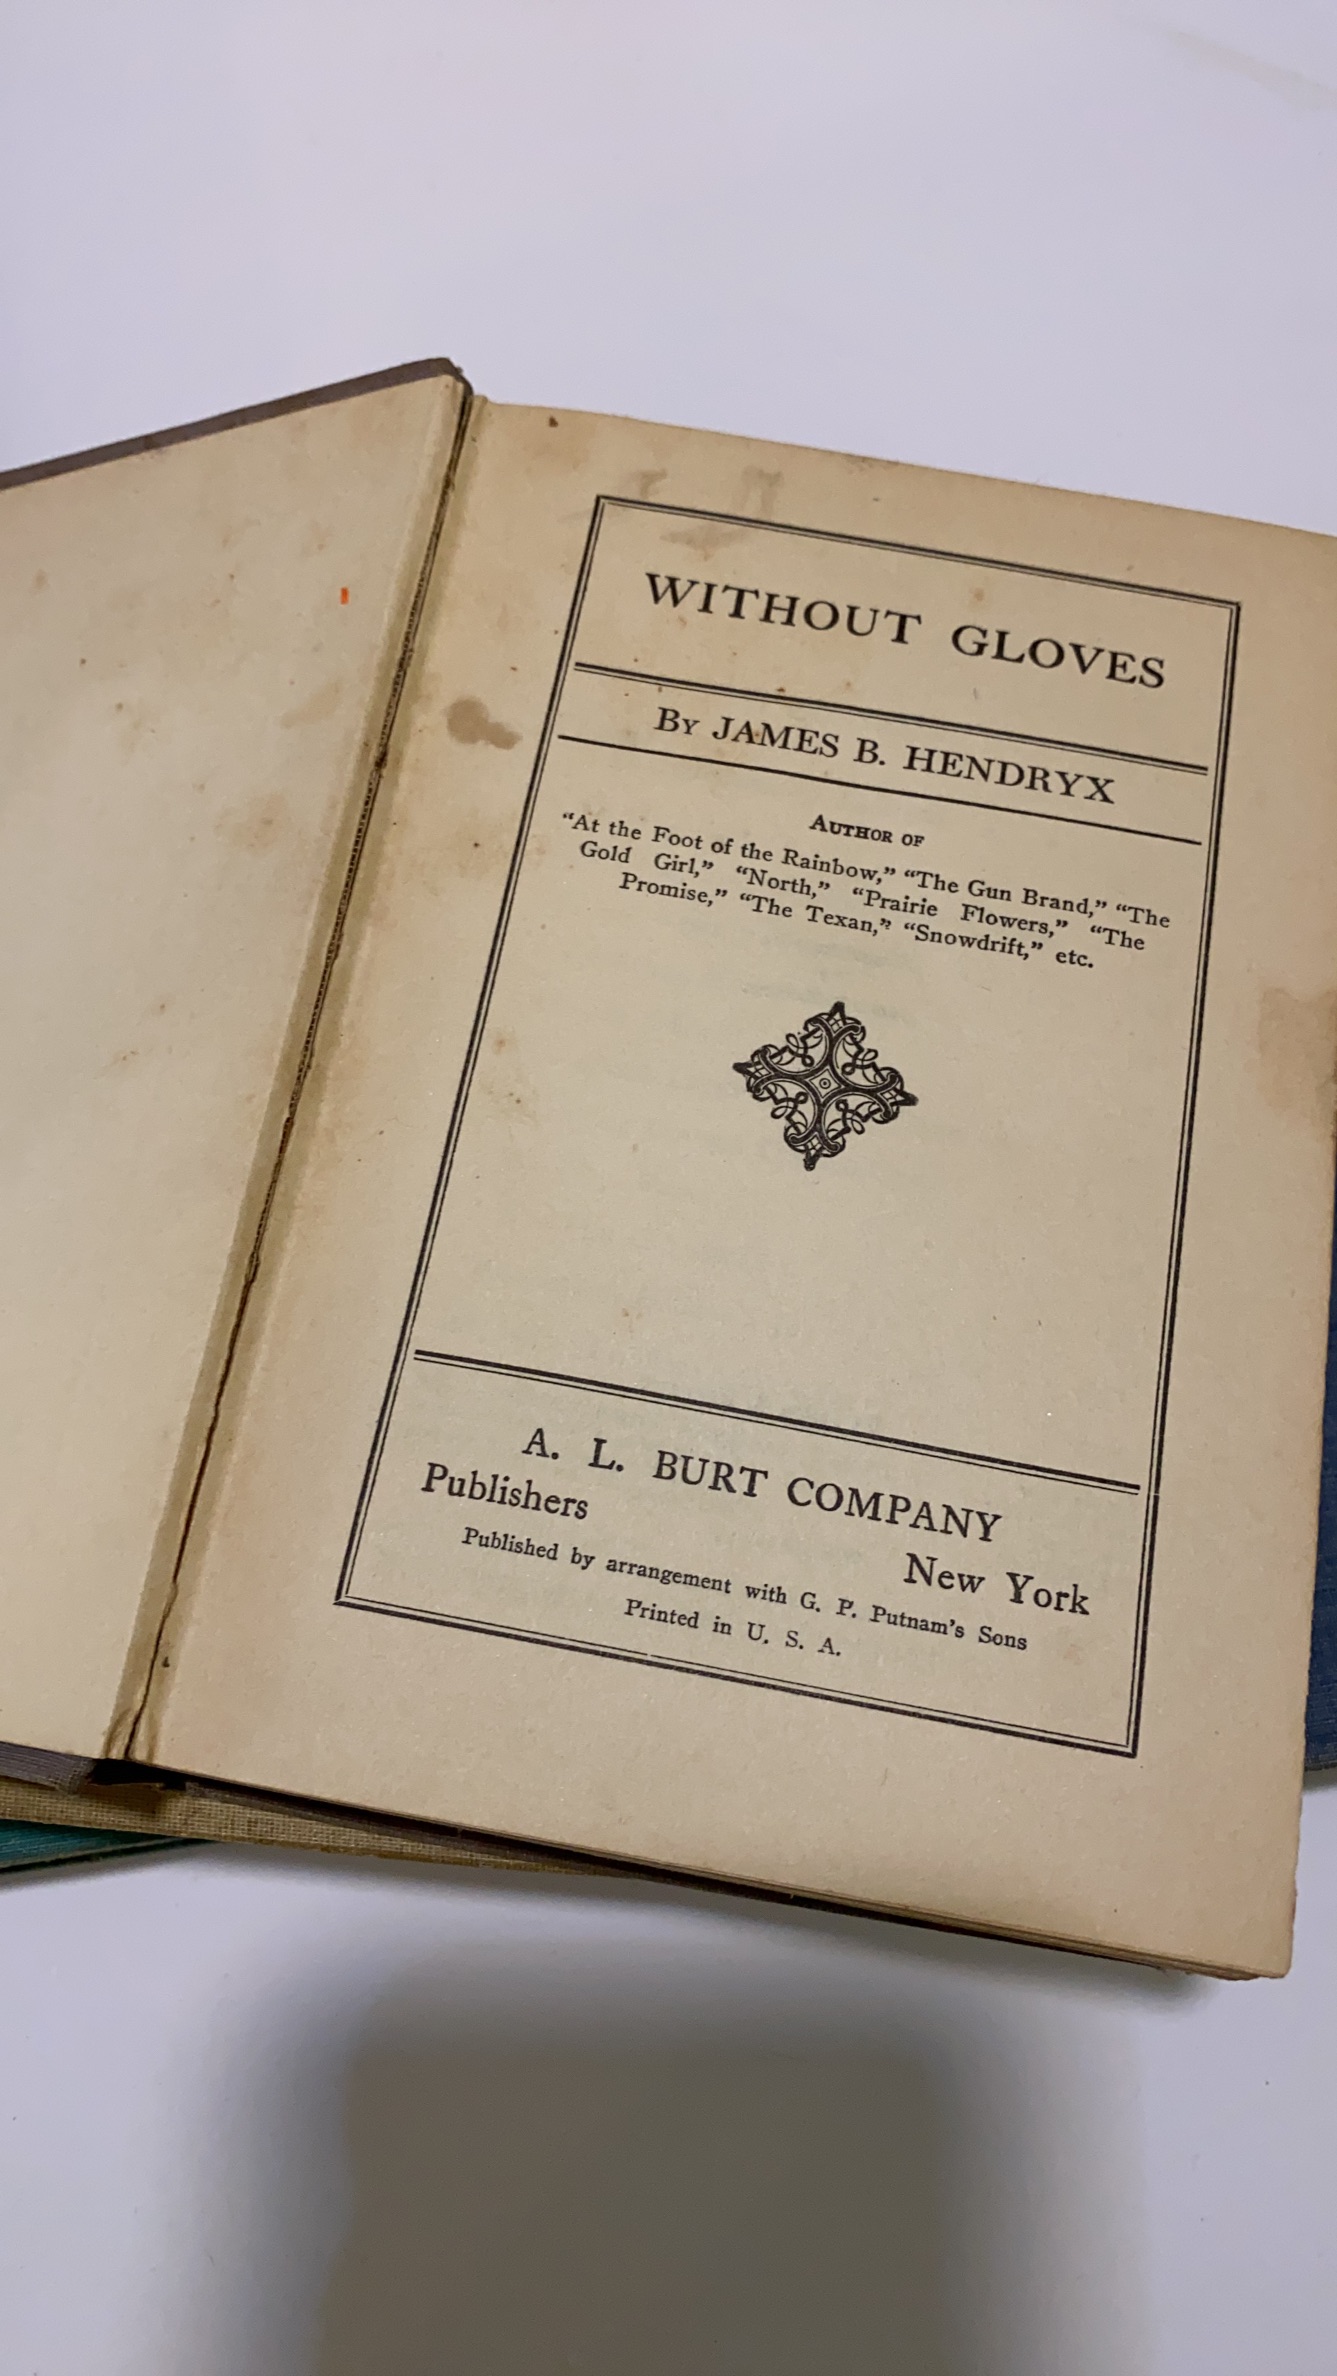 WITHOUT GLOVES
By JAMES B. HENDRYX
AUTHOR OF
“At the Foot of the Rainbow,” “The Gun Brand,” “The
Gold Girl,” “North,” “Prairie Flowers,” “The
Promise,” “The Texan,” “Snowdrift,” etc.
A. L. BURT COMPANY
Publishers New York
Published by arrangement with G. P. Putnam’s Sons
Printed in U. S. A.